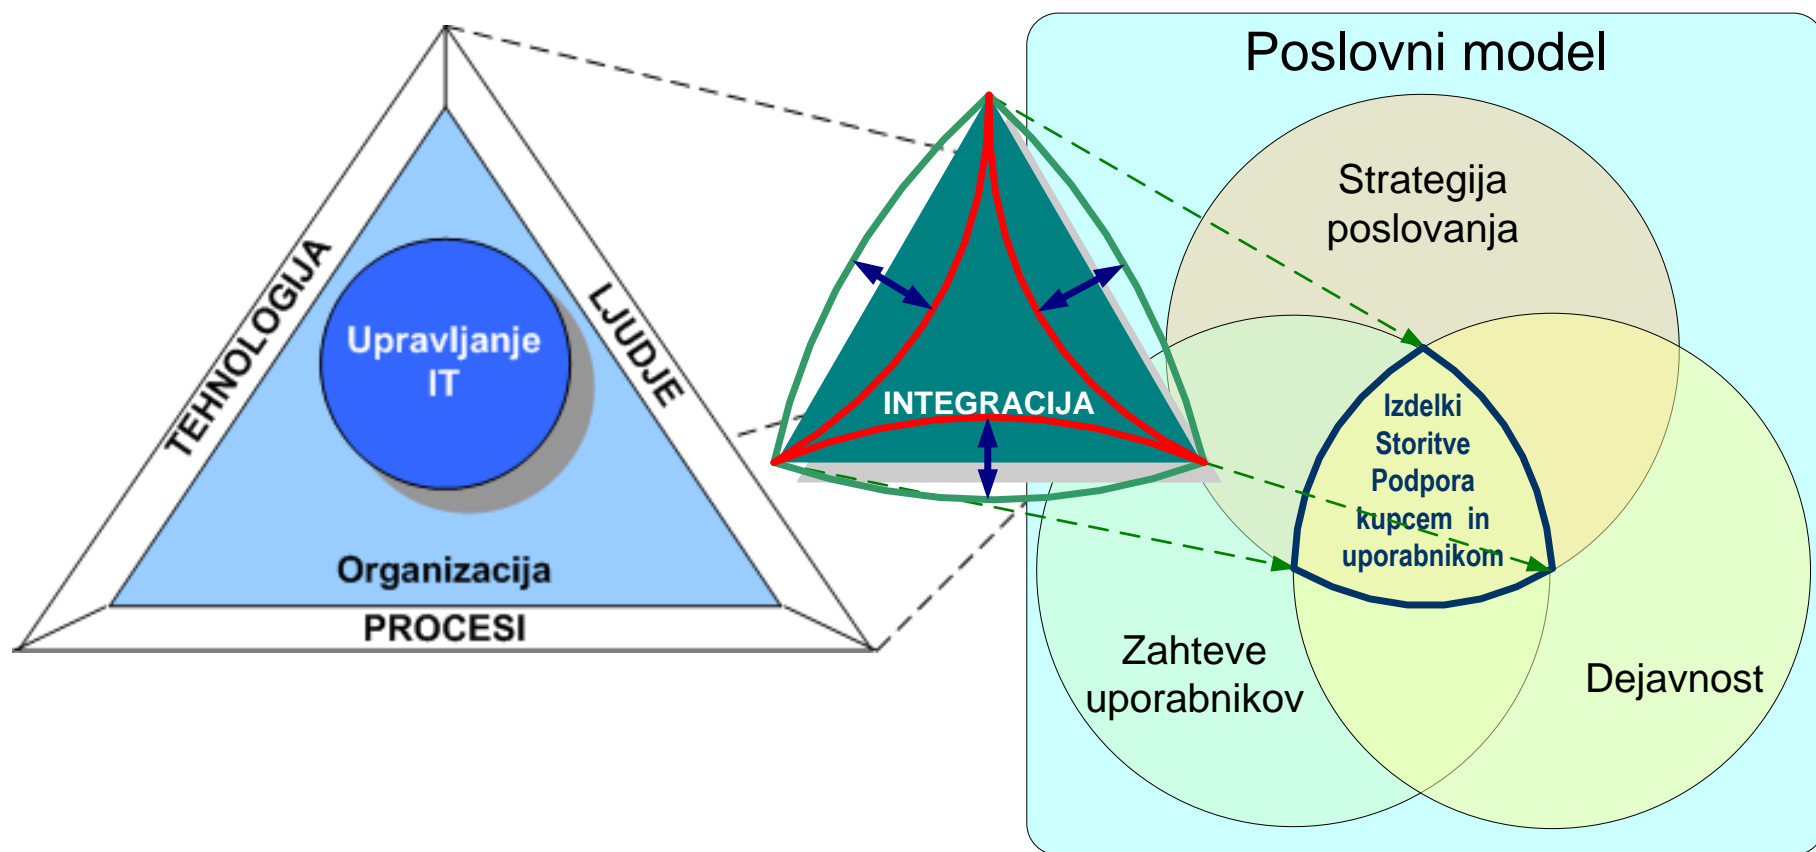 Poslovni model
TEHNOLOGIJA
LJUDJE
Upravljanje
IT
Organizacija
PROCESI
INTEGRACIJA
Strategija
poslovanja
Izdelki
Storitve
Podpora
kupcem in
uporabnikom
Zahteve
uporabnikov
Dejavnost